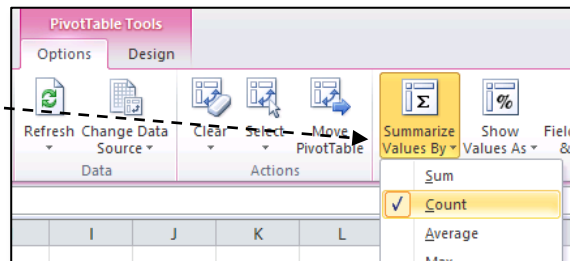 PivotTable Tools
Options Design
Refresh Change Data Source Clear Select Move PivotTable Summarize Values By Show Values As
Data Actions
Sum
Count
Average
I J K L